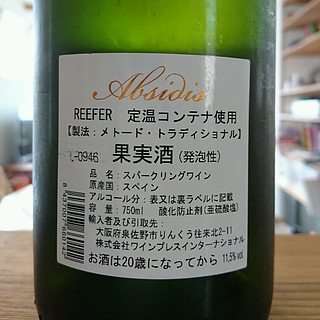 Absidis
REEFER 定温コンテナ使用
【製法：メトード・トラディショナル】
L-0946
果実酒(発泡性)
品名：スパークリングワイン
原産国：スペイン
アルコール分：表又は裏ラベルに記載
容量：750ml 酸化防止剤(亜硫酸塩)
輸入者及び引取先：
大阪府泉佐野市りんくう往来北2-11
株式会社ワインプレスインターナショナル
お酒は20歳になってから 11,5% vol.